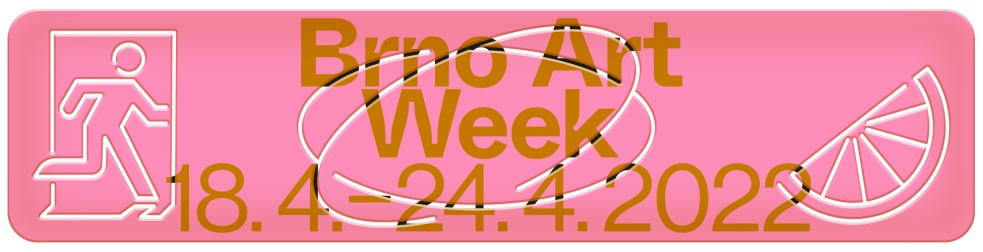 Brno Art
Week
18. 4. – 24. 4. 2022